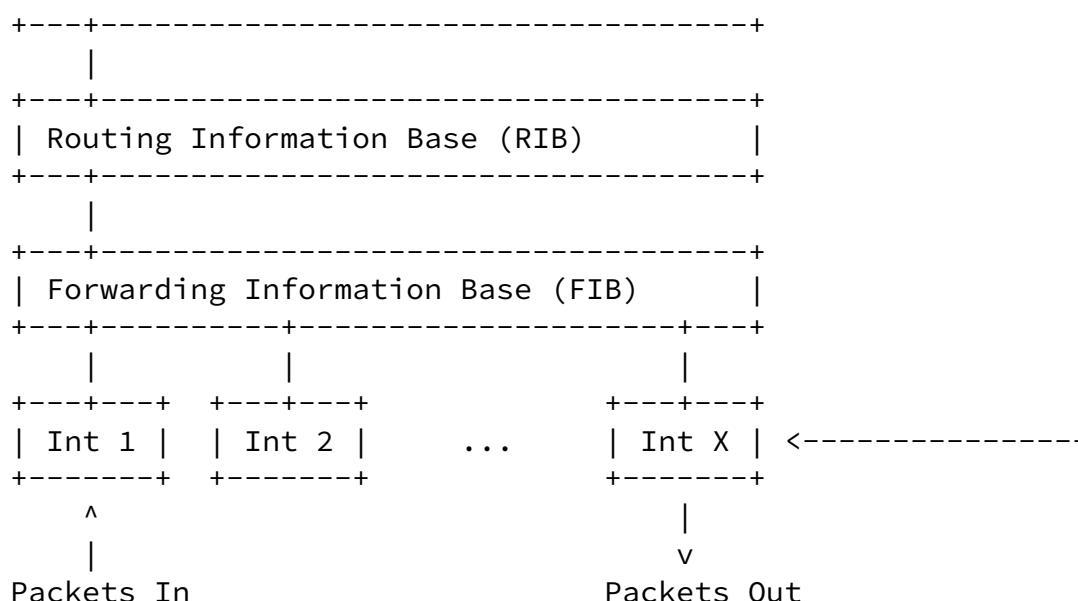 Routing Information Base (RIB)
Forwarding Information Base (FIB)
Int 1 Int 2 ... Int X
Packets In Packets Out